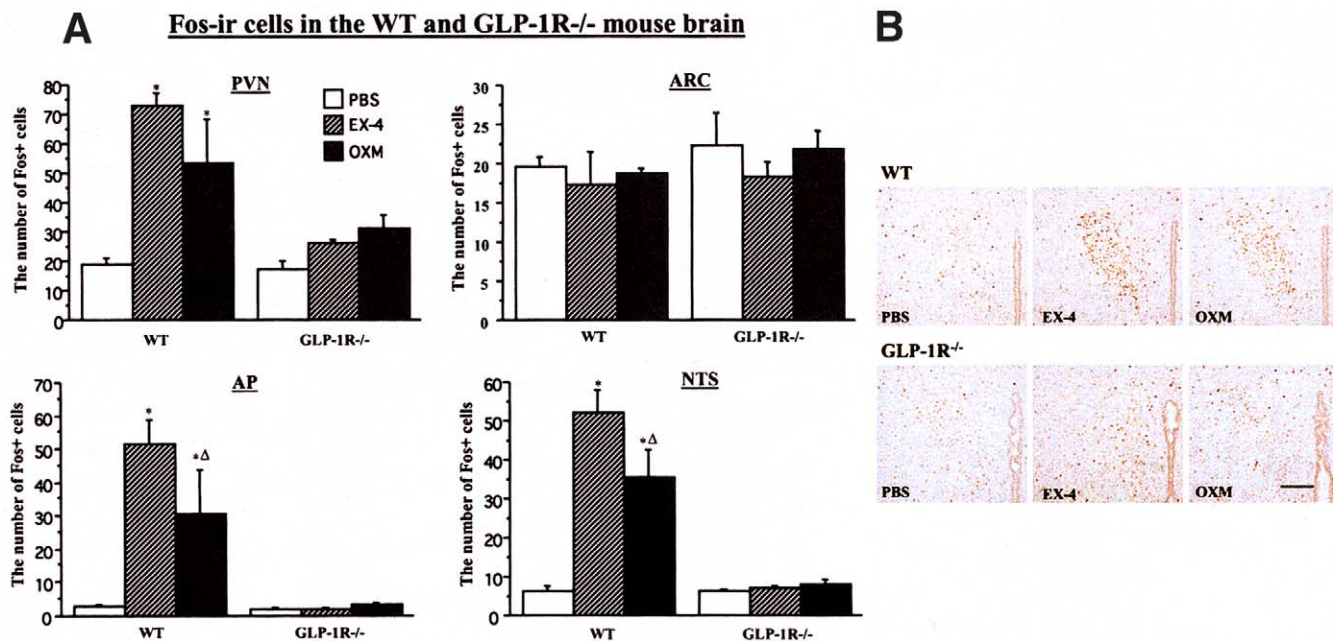 A
Fos-ir cells in the WT and GLP-1R-/- mouse brain
PVN
The number of Fos+ cells
80
70
60
50
40
30
20
10
0
*
*
PBS
EX-4
OXM
WT
GLP-1R-/-
ARC
The number of Fos+ cells
30
25
20
15
10
5
0
WT
GLP-1R-/-
AP
The number of Fos+ cells
70
60
50
40
30
20
10
0
*
*Δ
WT
GLP-1R-/-
NTS
The number of Fos+ cells
60
50
40
30
20
10
0
*
*Δ
WT
GLP-1R-/-
B
WT
PBS
EX-4
OXM
GLP-1R-/-
PBS
EX-4
OXM